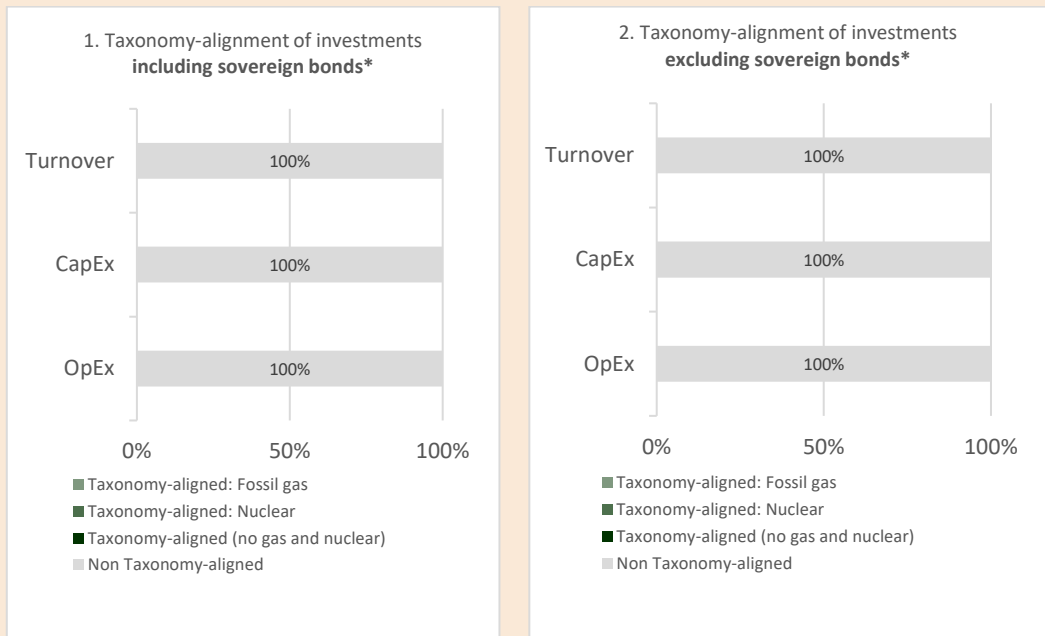 1. Taxonomy-alignment of investments
including sovereign bonds*
Turnover
100%
CapEx
100%
OpEx
100%
0%
50%
100%
Taxonomy-aligned: Fossil gas
Taxonomy-aligned: Nuclear
Taxonomy-aligned (no gas and nuclear)
Non Taxonomy-aligned
2. Taxonomy-alignment of investments
excluding sovereign bonds*
Turnover
100%
CapEx
100%
OpEx
100%
0%
50%
100%
Taxonomy-aligned: Fossil gas
Taxonomy-aligned: Nuclear
Taxonomy-aligned (no gas and nuclear)
Non Taxonomy-aligned